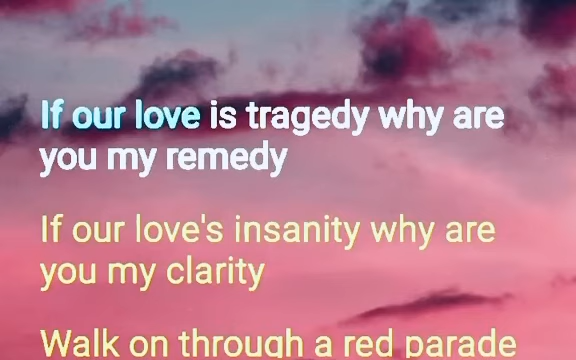 If our love is tragedy why are
you my remedy
If our love's insanity why are
you my clarity
Walk on through a red parade